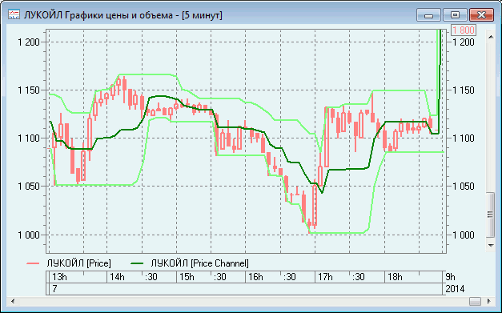 ЛУКОЙЛ Графики цены и объема - [5 минут]
1 200 1 800
1 200
1 150 1 150
1 100 1 100
1 050 1 050
1 000 1 000
ЛУКОЙЛ [Price] ЛУКОЙЛ [Price Channel]
13h 14h :30 15h :30 16h :30 17h :30 18h 9h
7 2014